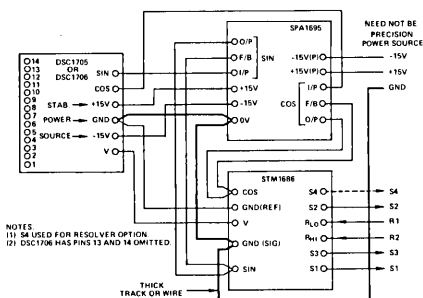 DSC1705
OR
DSC1706
14
13
12
11
10
9
8
7
6
5
4
3
2
1
SIN
COS
STAB → +15V
POWER → GND
SOURCE → -15V
V
SPA1695
O/P
F/B
I/P
SIN
+15V
-15V
0V
-15V(P)
+15V(P)
I/P
F/B
O/P
COS
NEED NOT BE
PRECISION
POWER SOURCE
-15V
+15V
GND
STM1686
COS
GND(REF)
V
GND (SIG)
SIN
S4
S2
RLO
RHI
S3
S1
S4
S2
R1
R2
S3
S1
NOTES.
(1) S4 USED FOR RESOLVER OPTION.
(2) DSC1706 HAS PINS 13 AND 14 OMITTED.
THICK
TRACK OR WIRE